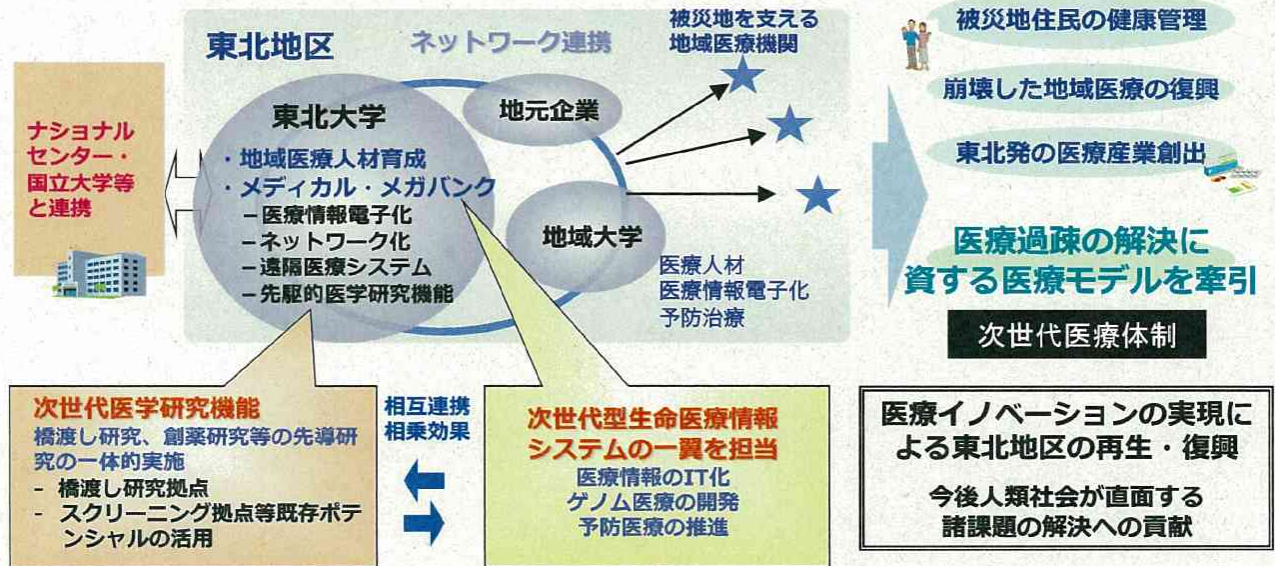 東北地区
ネットワーク連携
被災地を支える
地域医療機関
ナショナル
センター・
国立大学等
と連携
東北大学
・地域医療人材育成
・メディカル・メガバンク
－医療情報電子化
－ネットワーク化
－遠隔医療システム
－先駆的医学研究機能
地元企業
地域大学
医療人材
医療情報電子化
予防治療
被災地住民の健康管理
崩壊した地域医療の復興
東北発の医療産業創出
医療過疎の解決に
資する医療モデルを牽引
次世代医療体制
次世代医学研究機能
橋渡し研究、創薬研究等の先導研
究の一体的実施
- 橋渡し研究拠点
- スクリーニング拠点等既存ポテ
ンシャルの活用
相互連携
相乗効果
次世代型生命医療情報
システムの一翼を担当
医療情報のIT化
ゲノム医療の開発
予防医療の推進
医療イノベーションの実現に
よる東北地区の再生・復興
今後人類社会が直面する
諸課題の解決への貢献